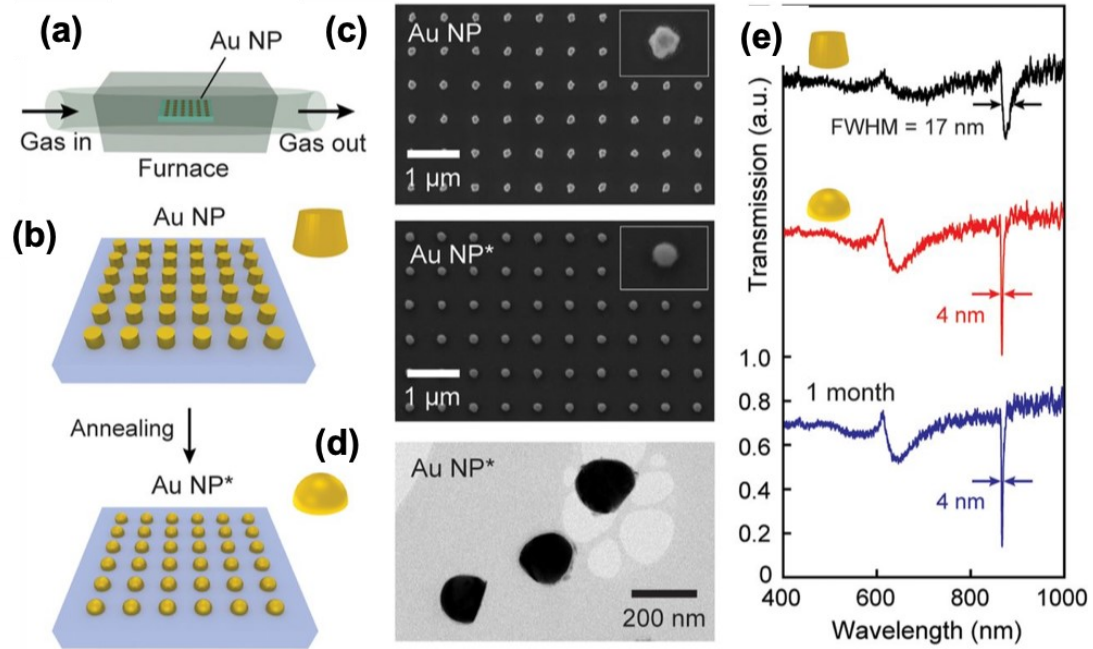 (a)
Au NP
Gas in
Gas out
Furnace
(b)
Au NP
Annealing
Au NP*
(c)
Au NP
1 μm
Au NP*
1 μm
(d)
Au NP*
200 nm
(e)
Transmission (a.u.)
FWHM = 17 nm
4 nm
1 month
4 nm
1.0
0.8
0.6
0.4
0.2
0
400
600
800
1000
Wavelength (nm)